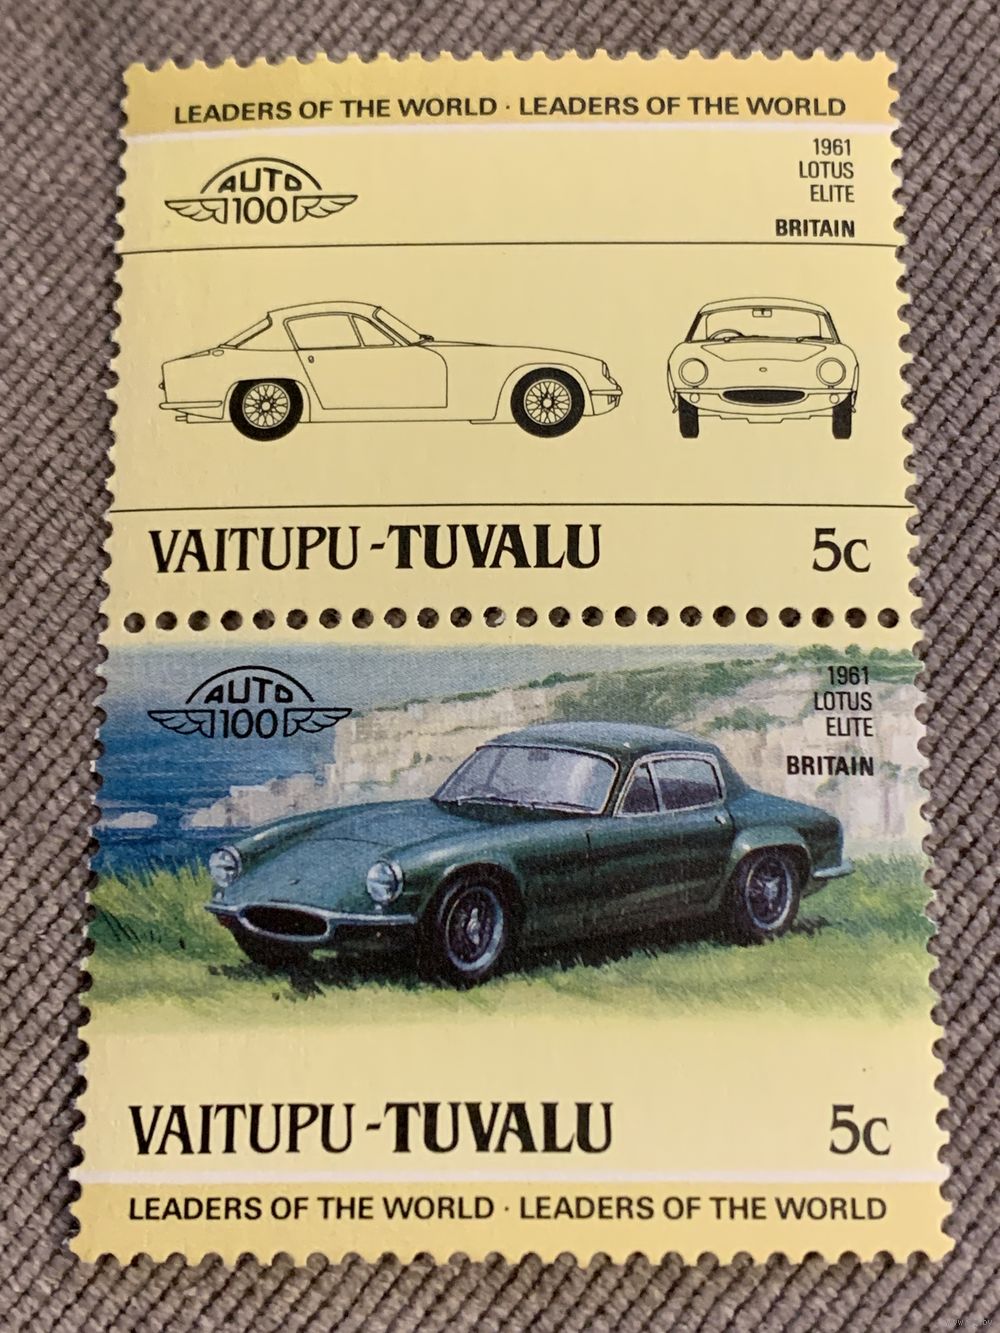 LEADERS OF THE WORLD · LEADERS OF THE WORLD
AUTO
100
1961
LOTUS
ELITE
BRITAIN
VAITUPU-TUVALU 5c
AUTO
100
1961
LOTUS
ELITE
BRITAIN
VAITUPU-TUVALU 5c
LEADERS OF THE WORLD · LEADERS OF THE WORLD